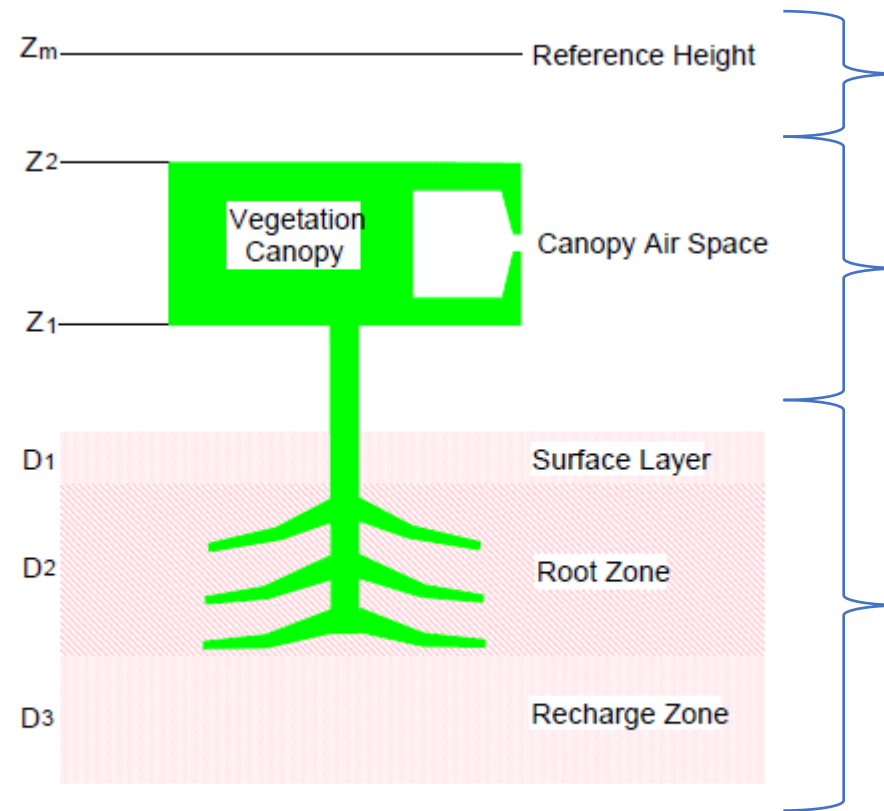 Zm
Reference Height
Z2
Vegetation
Canopy
Canopy Air Space
Z1
D1
Surface Layer
D2
Root Zone
D3
Recharge Zone